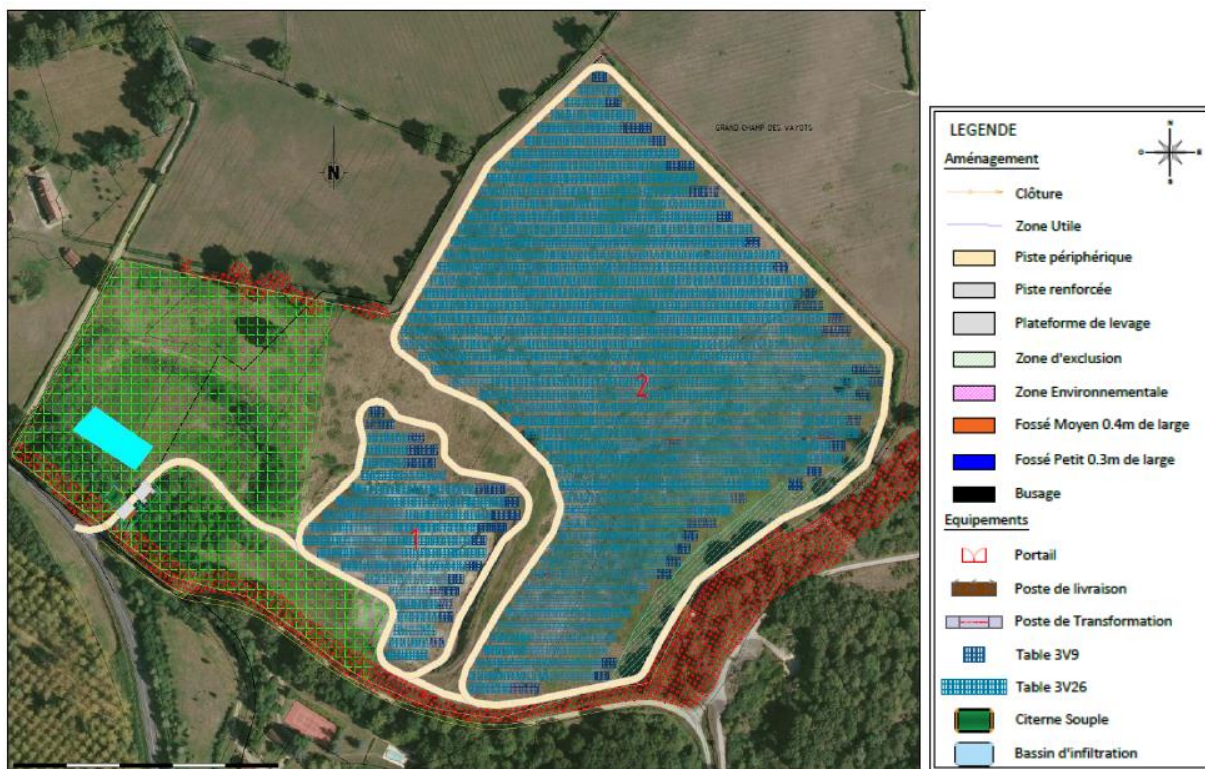 GRAND CHAMP DES VAYOTS
N
2
1
LEGENDE
N
O
E
S
Aménagement
Clôture
Zone Utile
Piste périphérique
Piste renforcée
Plateforme de levage
Zone d'exclusion
Zone Environnementale
Fossé Moyen 0.4m de large
Fossé Petit 0.3m de large
Busage
Equipements
Portail
Poste de livraison
Poste de Transformation
Table 3V9
Table 3V26
Citerne Souple
Bassin d'infiltration